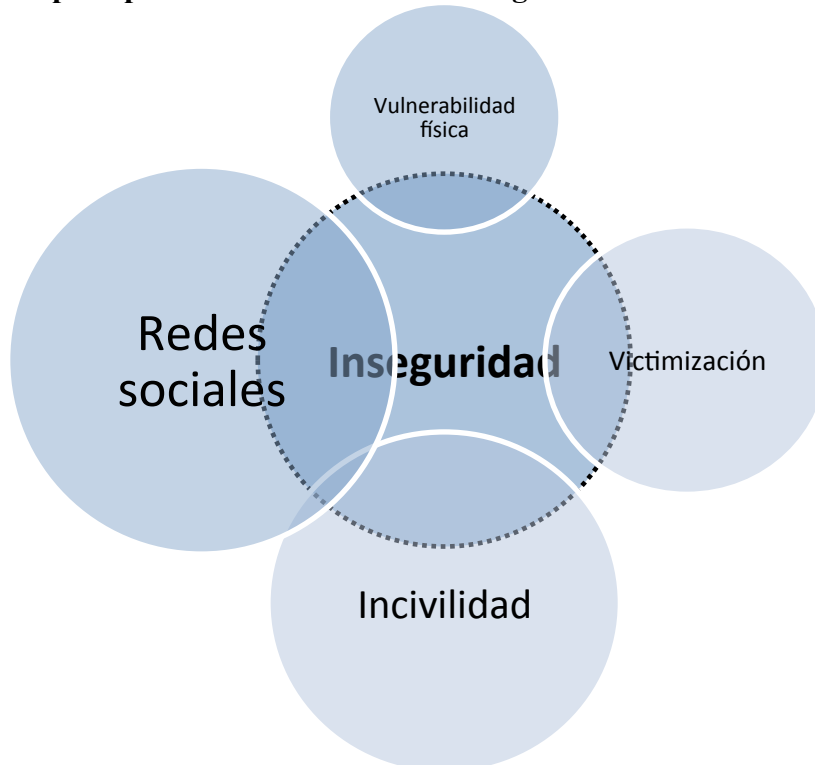 Vulnerabilidad
física
Redes
sociales
Inseguridad
Victimización
Incivilidad